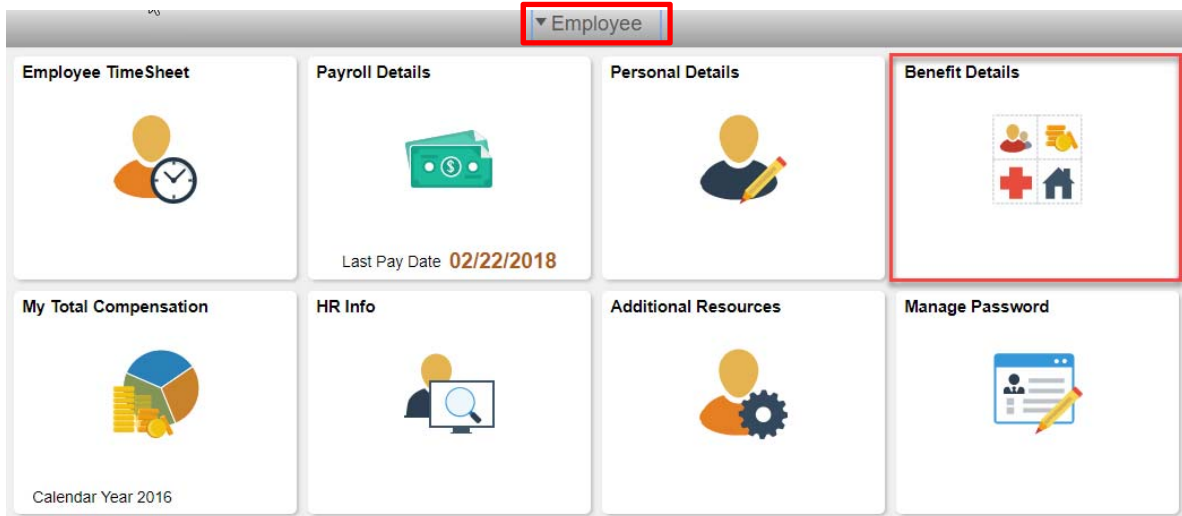 Employee
Employee TimeSheet
Payroll Details
Personal Details
Benefit Details
Last Pay Date 02/22/2018
My Total Compensation
HR Info
Additional Resources
Manage Password
Calendar Year 2016